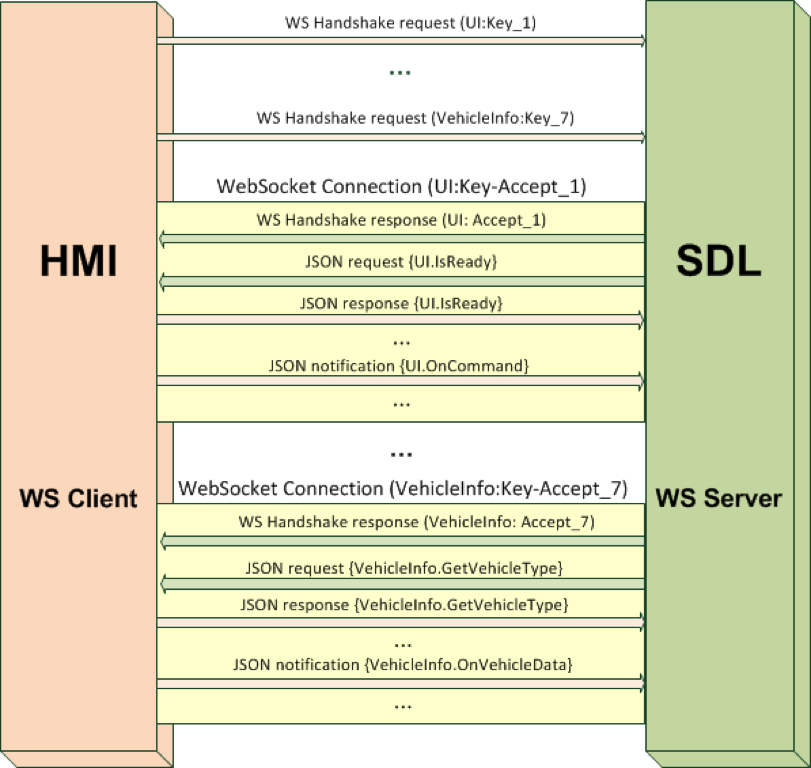 WS Handshake request (UI:Key_1)
...
WS Handshake request (VehicleInfo:Key_7)
WebSocket Connection (UI:Key-Accept_1)
WS Handshake response (UI: Accept_1)
HMI
SDL
JSON request {UI.IsReady}
JSON response {UI.IsReady}
...
JSON notification {UI.OnCommand}
...
...
WebSocket Connection (VehicleInfo:Key-Accept_7)
WS Client
WS Server
WS Handshake response (VehicleInfo: Accept_7)
JSON request {VehicleInfo.GetVehicleType}
JSON response {VehicleInfo.GetVehicleType}
...
JSON notification {VehicleInfo.OnVehicleData}
...